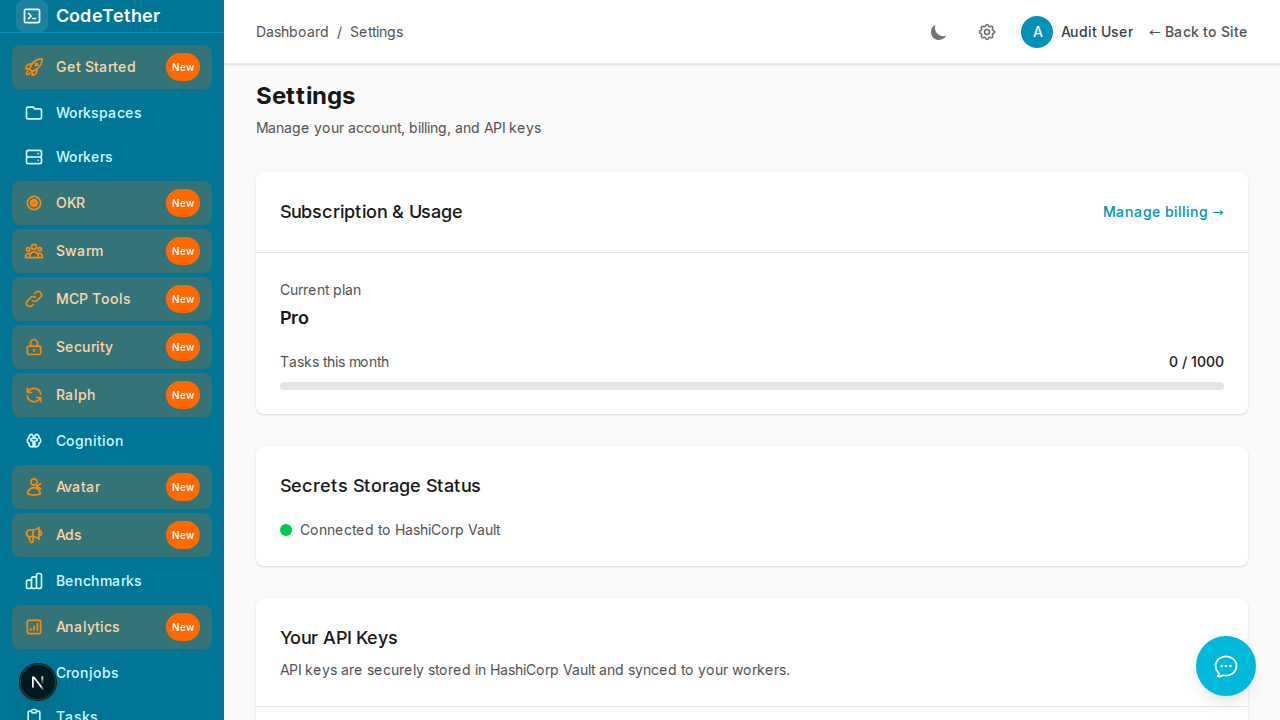 CodeTether
Get Started New
Workspaces
Workers
OKR New
Swarm New
MCP Tools New
Security New
Ralph New
Cognition
Avatar New
Ads New
Benchmarks
Analytics New
Cronjobs
Tasks
N
Dashboard / Settings
A Audit User ← Back to Site
Settings
Manage your account, billing, and API keys
Subscription & Usage
Manage billing →
Current plan
Pro
Tasks this month 0 / 1000
Secrets Storage Status
Connected to HashiCorp Vault
Your API Keys
API keys are securely stored in HashiCorp Vault and synced to your workers.